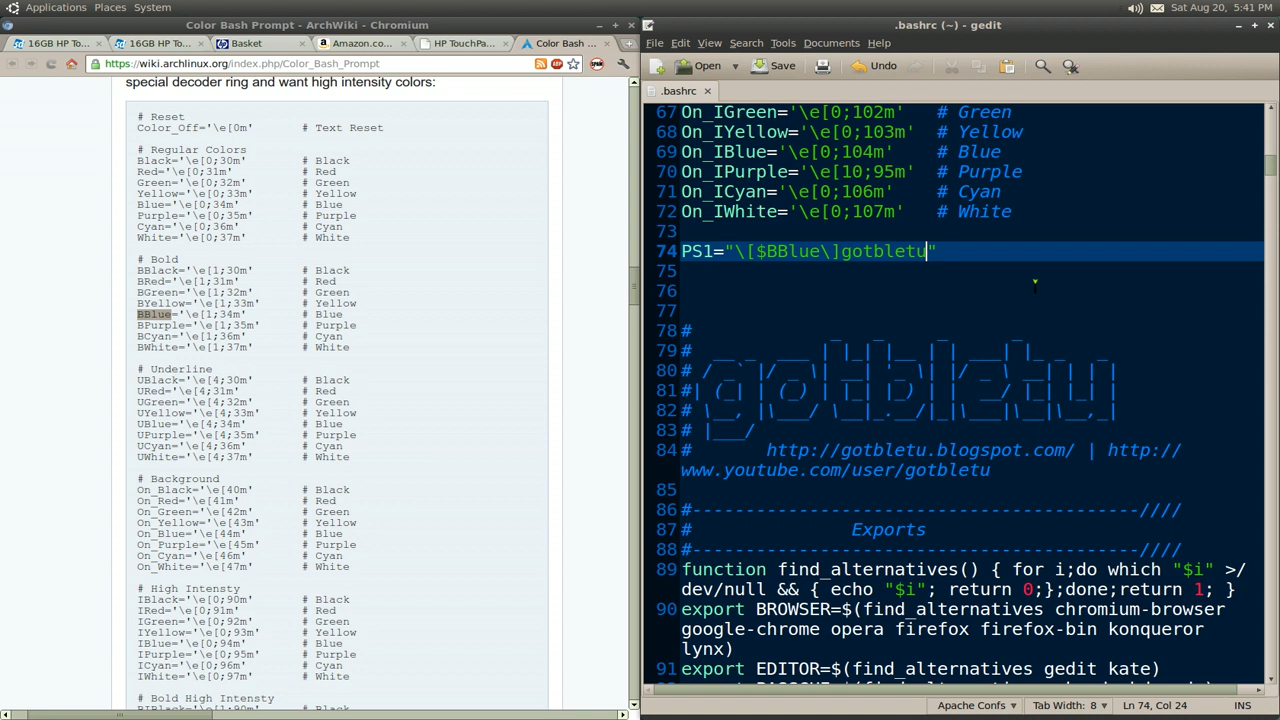 Applications Places System
Sat Aug 20, 5:41 PM
Color Bash Prompt - ArchWiki - Chromium
16GB HP To...
16GB HP To...
Basket
Amazon.co...
HP TouchPa...
Color Bash ...
https://wiki.archlinux.org/index.php/Color_Bash_Prompt
special decoder ring and want high intensity colors:
# Reset
Color_Off='\e[0m' # Text Reset
# Regular Colors
Black='\e[0;30m' # Black
Red='\e[0;31m' # Red
Green='\e[0;32m' # Green
Yellow='\e[0;33m' # Yellow
Blue='\e[0;34m' # Blue
Purple='\e[0;35m' # Purple
Cyan='\e[0;36m' # Cyan
White='\e[0;37m' # White
# Bold
BBlack='\e[1;30m' # Black
BRed='\e[1;31m' # Red
BGreen='\e[1;32m' # Green
BYellow='\e[1;33m' # Yellow
BBlue='\e[1;34m' # Blue
BPurple='\e[1;35m' # Purple
BCyan='\e[1;36m' # Cyan
BWhite='\e[1;37m' # White
# Underline
UBlack='\e[4;30m' # Black
URed='\e[4;31m' # Red
UGreen='\e[4;32m' # Green
UYellow='\e[4;33m' # Yellow
UBlue='\e[4;34m' # Blue
UPurple='\e[4;35m' # Purple
UCyan='\e[4;36m' # Cyan
UWhite='\e[4;37m' # White
# Background
On_Black='\e[40m' # Black
On_Red='\e[41m' # Red
On_Green='\e[42m' # Green
On_Yellow='\e[43m' # Yellow
On_Blue='\e[44m' # Blue
On_Purple='\e[45m' # Purple
On_Cyan='\e[46m' # Cyan
On_White='\e[47m' # White
# High Intensty
IBlack='\e[0;90m' # Black
IRed='\e[0;91m' # Red
IGreen='\e[0;92m' # Green
IYellow='\e[0;93m' # Yellow
IBlue='\e[0;94m' # Blue
IPurple='\e[0;95m' # Purple
ICyan='\e[0;96m' # Cyan
IWhite='\e[0;97m' # White
# Bold High Intensty
BIBlack='\e[1;90m' # Black
.bashrc (~) - gedit
File Edit View Search Tools Documents Help
Open Save Undo
.bashrc
67 On_IGreen='\e[0;102m' # Green
68 On_IYellow='\e[0;103m' # Yellow
69 On_IBlue='\e[0;104m' # Blue
70 On_IPurple='\e[10;95m' # Purple
71 On_ICyan='\e[0;106m' # Cyan
72 On_IWhite='\e[0;107m' # White
73
74 PS1="\[$BBlue\]gotbletu"
75
76
77
78 #
79 #
80 #
81 #
82 #
83 #
gotbletu
84 # http://gotbletu.blogspot.com/ | http://
www.youtube.com/user/gotbletu
85
86 #------------------------------------------////
87 # Exports
88 #------------------------------------------////
89 function find_alternatives() { for i;do which "$i" >/
dev/null && { echo "$i"; return 0;};done;return 1; }
90 export BROWSER=$(find_alternatives chromium-browser
google-chrome opera firefox firefox-bin konqueror
lynx)
91 export EDITOR=$(find_alternatives gedit kate)
Apache Confs Tab Width: 8 Ln 74, Col 24 INS